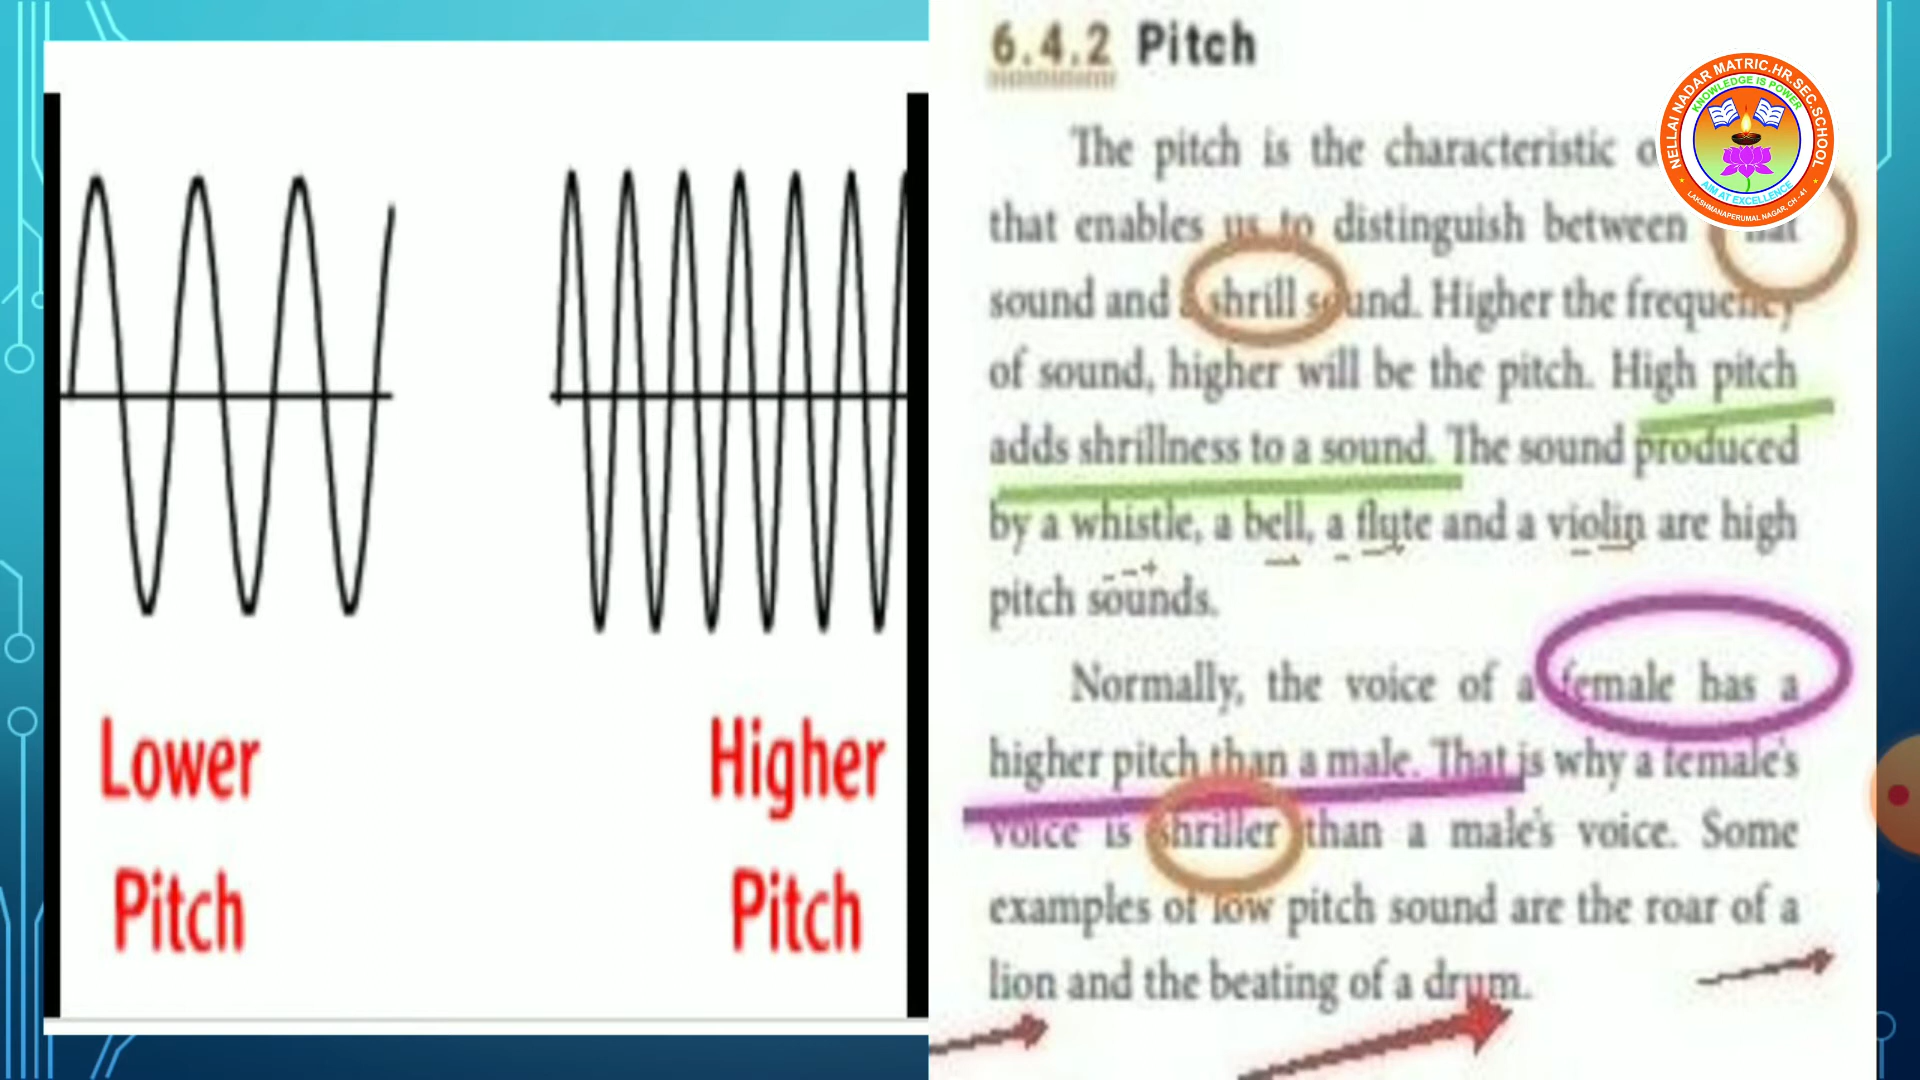 Lower
Pitch
Higher
Pitch
6.4.2 Pitch
The pitch is the characteristic
that enables us to distinguish between
sound and a shrill sound. Higher the frequency
of sound, higher will be the pitch. High pitch
adds shrillness to a sound. The sound produced
by a whistle, a bell, a flute and a violin are high
pitch sounds.
Normally, the voice of a female has a
higher pitch than a male. That is why a female's
voice is shriller than a male's voice. Some
examples of low pitch sound are the roar of a
lion and the beating of a drum.
NELLAI NADAR MATRIC.HR.SEC.SCHOOL
KNOWLEDGE IS POWER
AIM AT EXCELLENCE
LAKSHMANAPERUMAL NAGAR, CH - 41